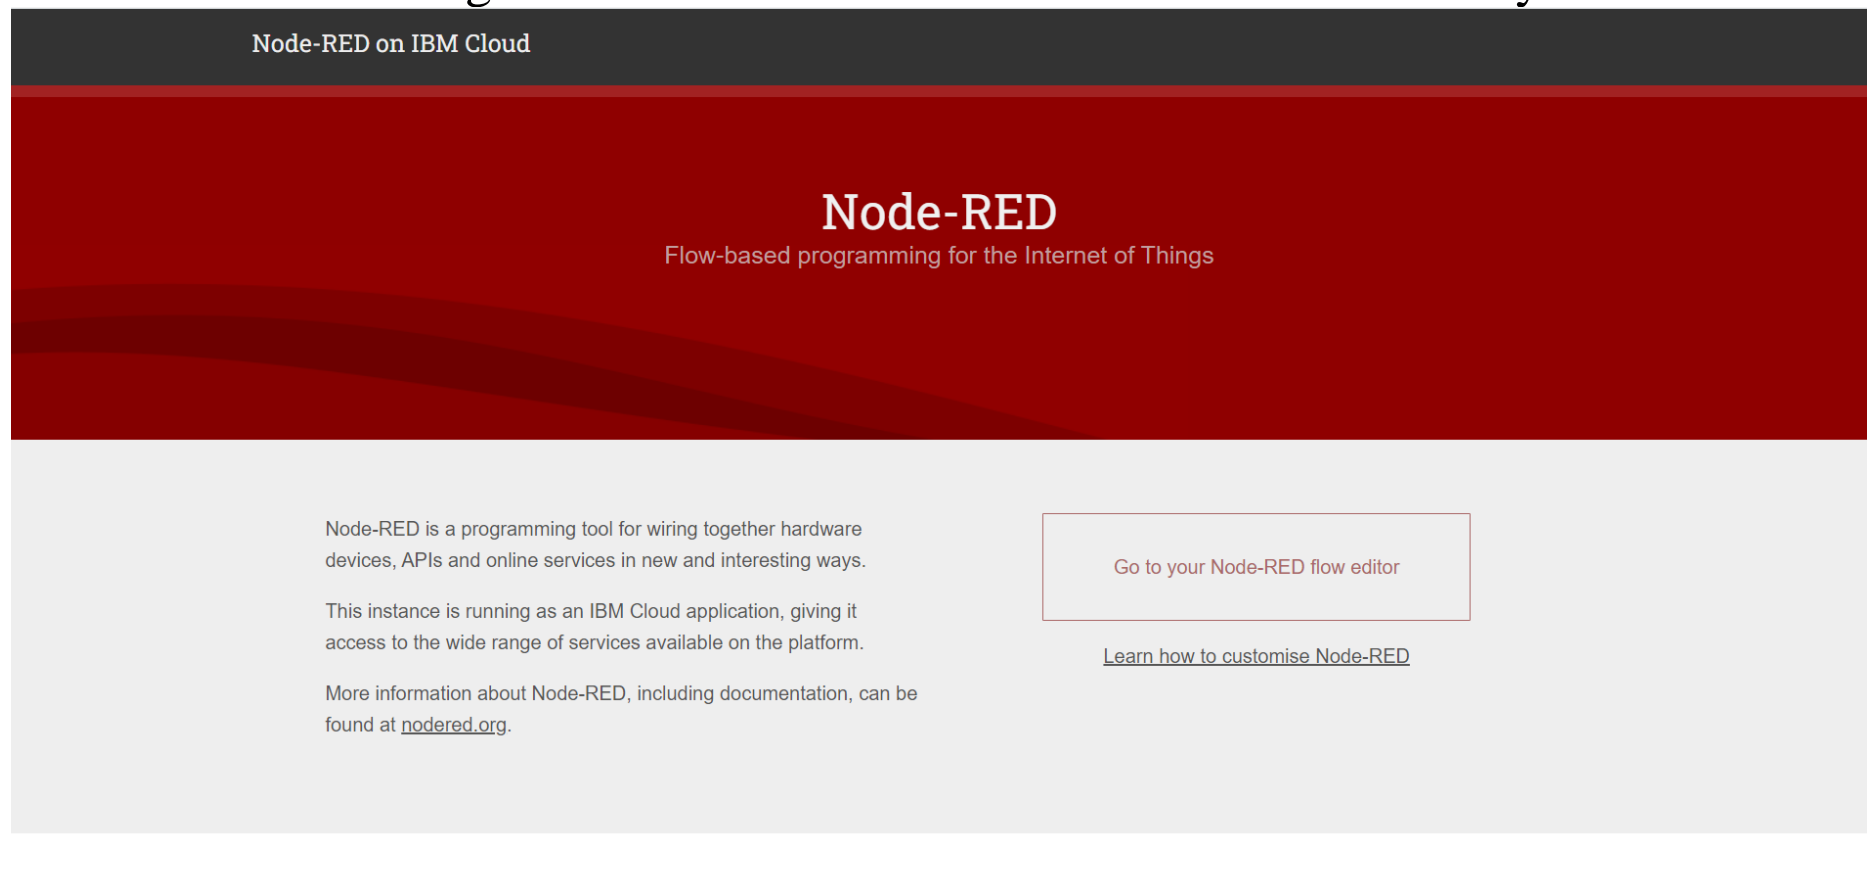 Node-RED on IBM Cloud
Node-RED
Flow-based programming for the Internet of Things
Node-RED is a programming tool for wiring together hardware
devices, APIs and online services in new and interesting ways.
This instance is running as an IBM Cloud application, giving it
access to the wide range of services available on the platform.
More information about Node-RED, including documentation, can be
found at nodered.org.
Go to your Node-RED flow editor
Learn how to customise Node-RED